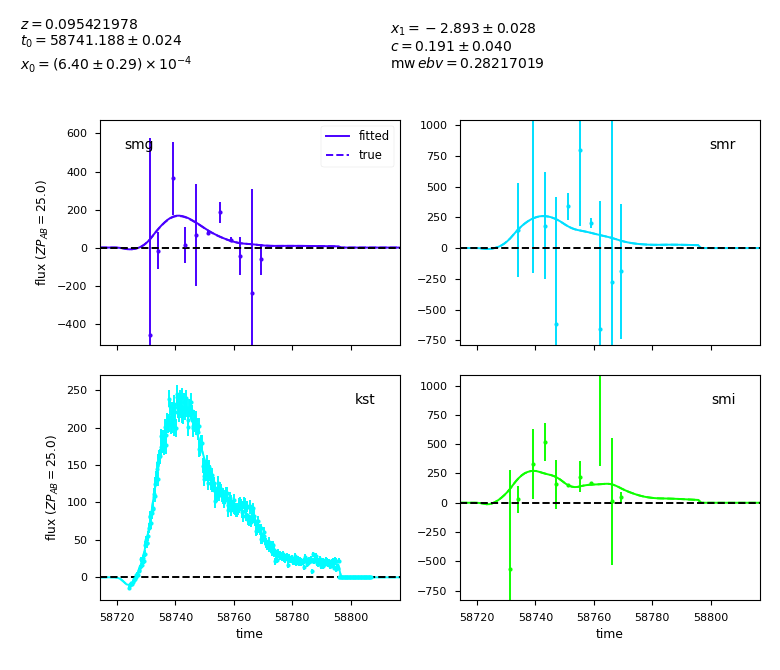 z = 0.095421978
t₀ = 58741.188 ± 0.024
x₀ = (6.40 ± 0.29) × 10⁻⁴
x₁ = −2.893 ± 0.028
c = 0.191 ± 0.040
mw ebv = 0.28217019
smg
fitted
true
600
400
200
0
−200
−400
flux (ZP_AB = 25.0)
smr
1000
750
500
250
0
−250
−500
−750
kst
250
200
150
100
50
0
flux (ZP_AB = 25.0)
58720 58740 58760 58780 58800
time
smi
1000
750
500
250
0
−250
−500
−750
58720 58740 58760 58780 58800
time